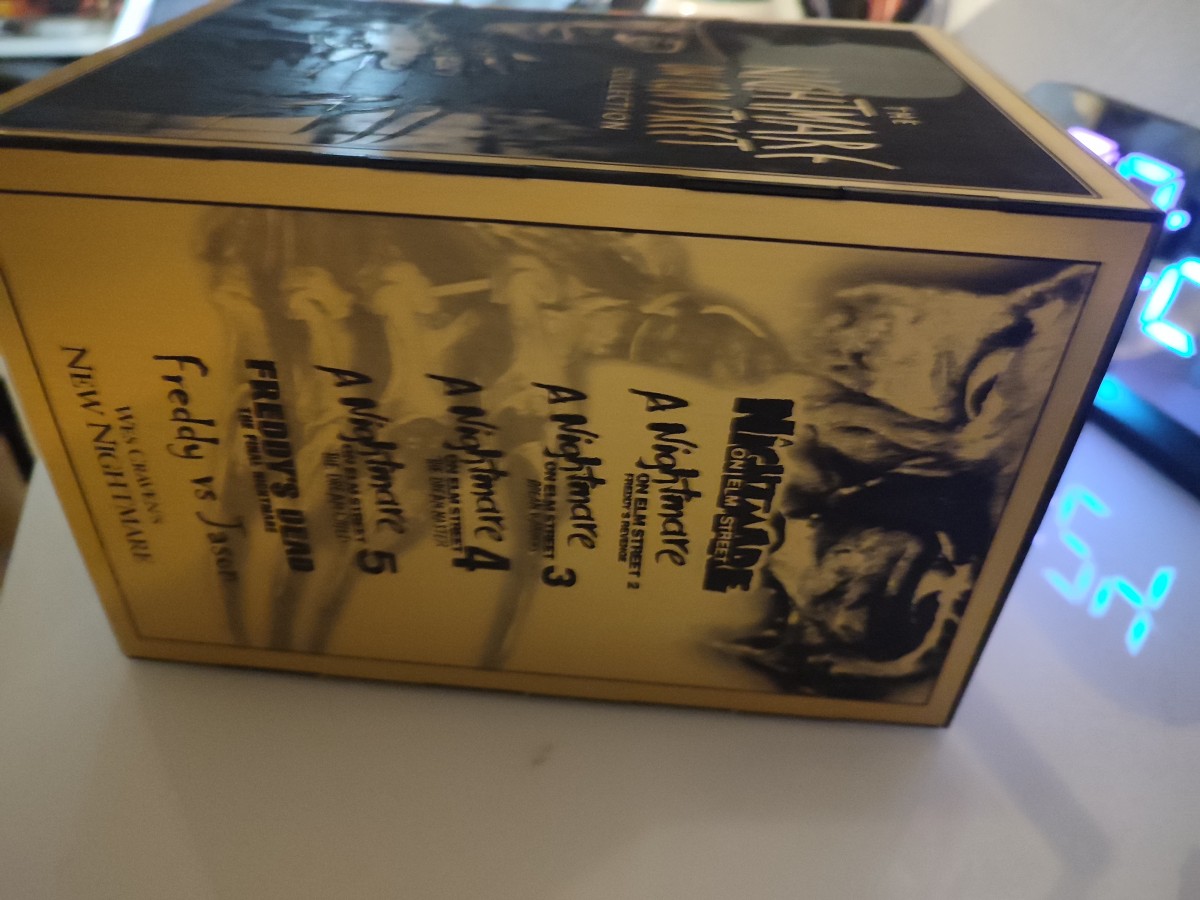 THE
NIGHTMARE
ON ELM STREET
COLLECTION
A
NIGHTMARE
ON ELM STREET
A Nightmare
ON ELM STREET 2
FREDDY'S REVENGE
A Nightmare
ON ELM STREET 3
A Nightmare 4
ON ELM STREET
THE DREAM MASTER
A Nightmare 5
ON ELM STREET
THE DREAM CHILD
FREDDY'S DEAD
THE FINAL NIGHTMARE
Freddy vs Jason
WES CRAVEN'S
NEW NIGHTMARE